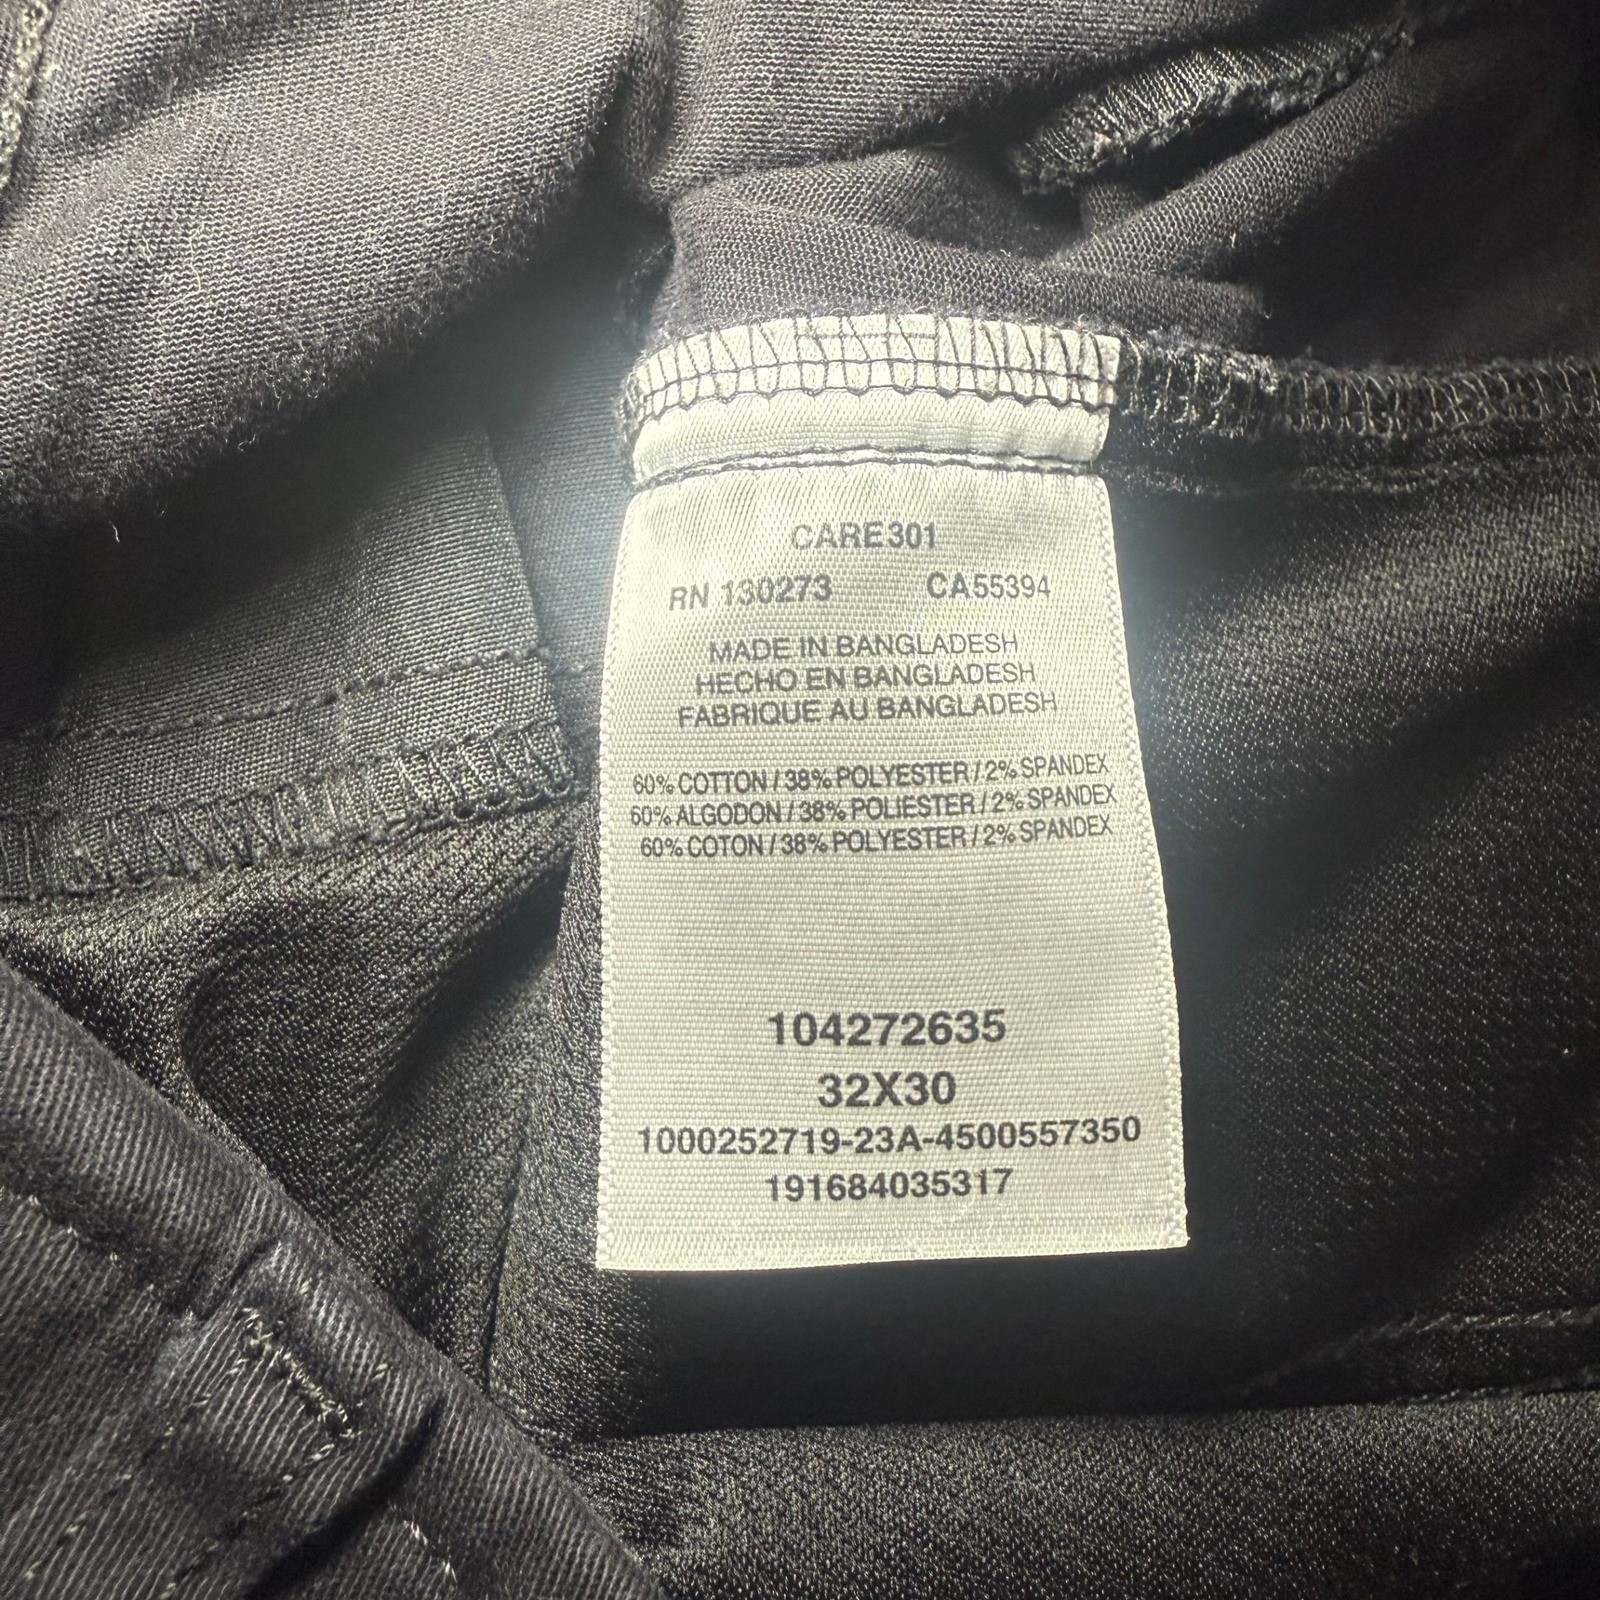 CARE301
RN 130273 CA55394
MADE IN BANGLADESH
HECHO EN BANGLADESH
FABRIQUE AU BANGLADESH
60% COTTON / 38% POLYESTER / 2% SPANDEX
60% ALGODON / 38% POLIESTER / 2% SPANDEX
60% COTON / 38% POLYESTER / 2% SPANDEX
104272635
32X30
1000252719-23A-4500557350
191684035317